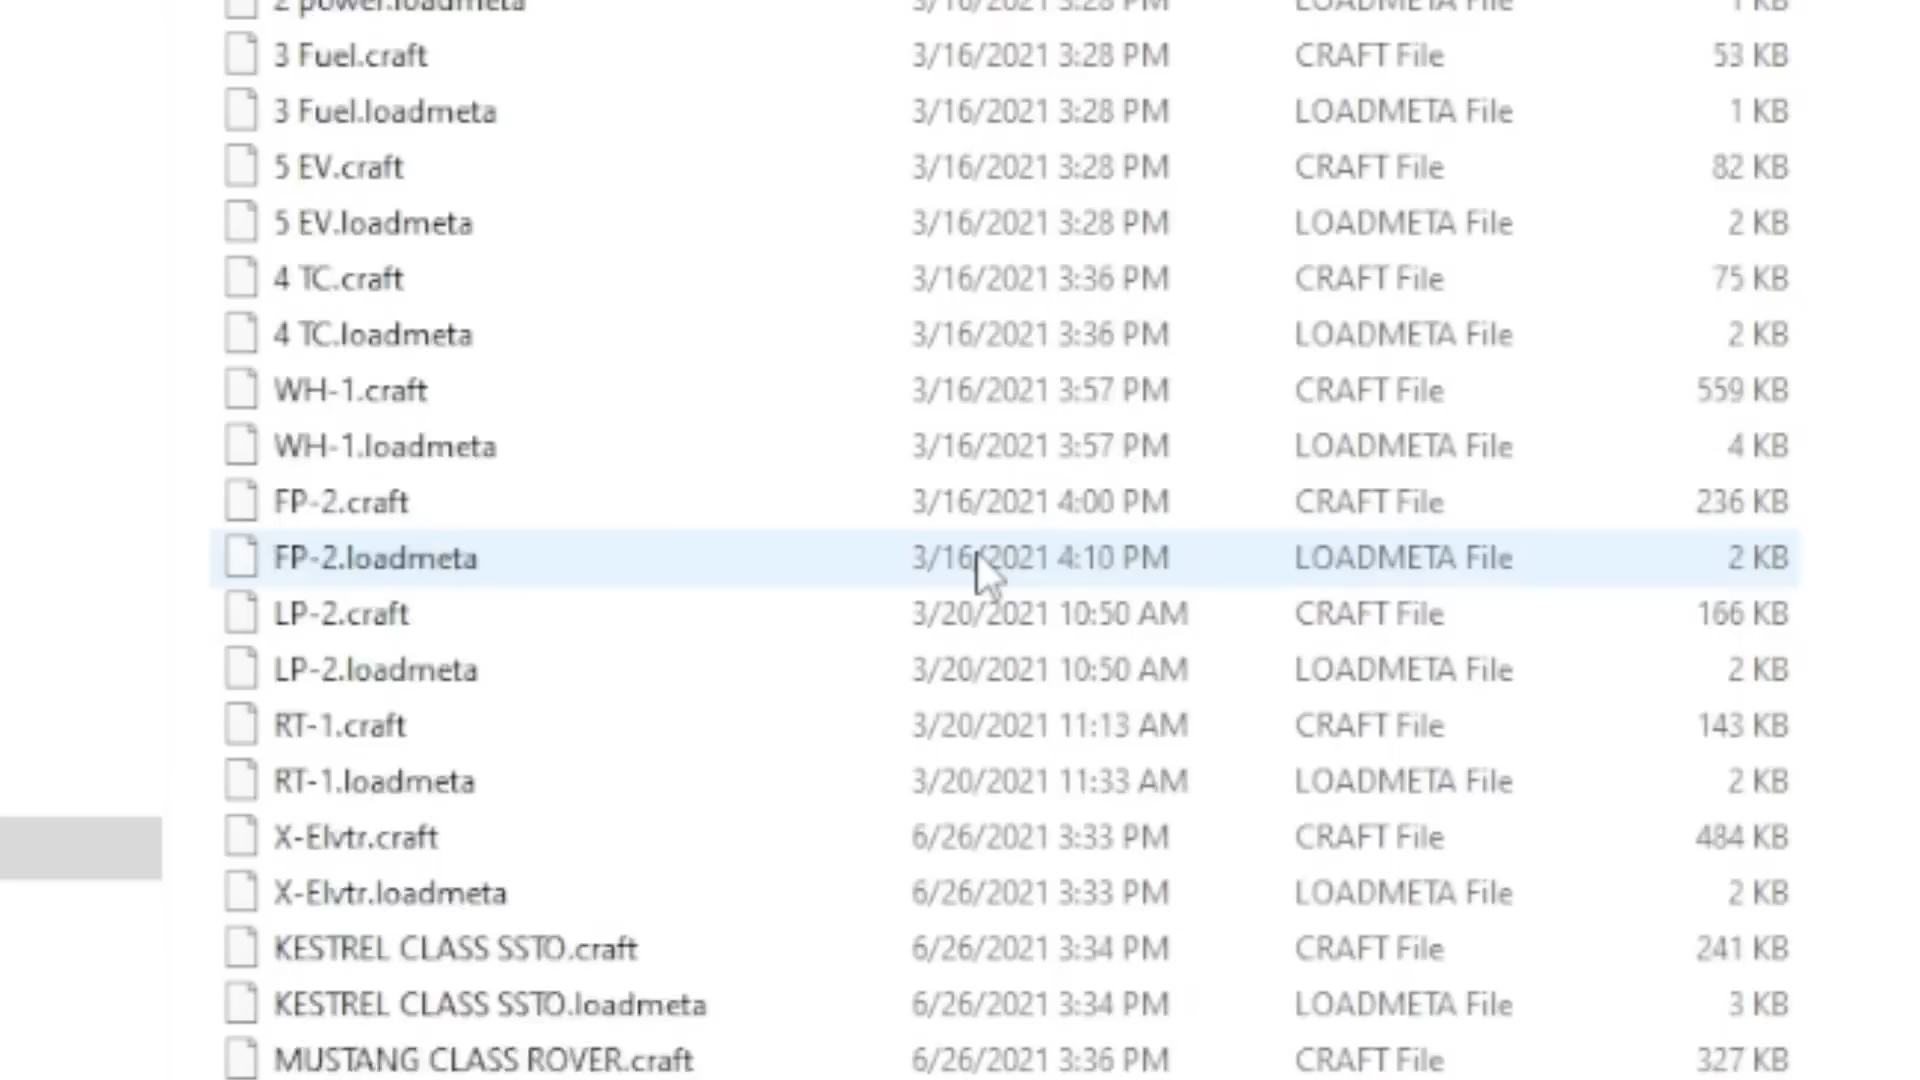 2 power.loadmeta 3/16/2021 3:28 PM LOADMETA File 1 KB
3 Fuel.craft 3/16/2021 3:28 PM CRAFT File 53 KB
3 Fuel.loadmeta 3/16/2021 3:28 PM LOADMETA File 1 KB
5 EV.craft 3/16/2021 3:28 PM CRAFT File 82 KB
5 EV.loadmeta 3/16/2021 3:28 PM LOADMETA File 2 KB
4 TC.craft 3/16/2021 3:36 PM CRAFT File 75 KB
4 TC.loadmeta 3/16/2021 3:36 PM LOADMETA File 2 KB
WH-1.craft 3/16/2021 3:57 PM CRAFT File 559 KB
WH-1.loadmeta 3/16/2021 3:57 PM LOADMETA File 4 KB
FP-2.craft 3/16/2021 4:00 PM CRAFT File 236 KB
FP-2.loadmeta 3/16/2021 4:10 PM LOADMETA File 2 KB
LP-2.craft 3/20/2021 10:50 AM CRAFT File 166 KB
LP-2.loadmeta 3/20/2021 10:50 AM LOADMETA File 2 KB
RT-1.craft 3/20/2021 11:13 AM CRAFT File 143 KB
RT-1.loadmeta 3/20/2021 11:33 AM LOADMETA File 2 KB
X-Elvtr.craft 6/26/2021 3:33 PM CRAFT File 484 KB
X-Elvtr.loadmeta 6/26/2021 3:33 PM LOADMETA File 2 KB
KESTREL CLASS SSTO.craft 6/26/2021 3:34 PM CRAFT File 241 KB
KESTREL CLASS SSTO.loadmeta 6/26/2021 3:34 PM LOADMETA File 3 KB
MUSTANG CLASS ROVER.craft 6/26/2021 3:36 PM CRAFT File 327 KB